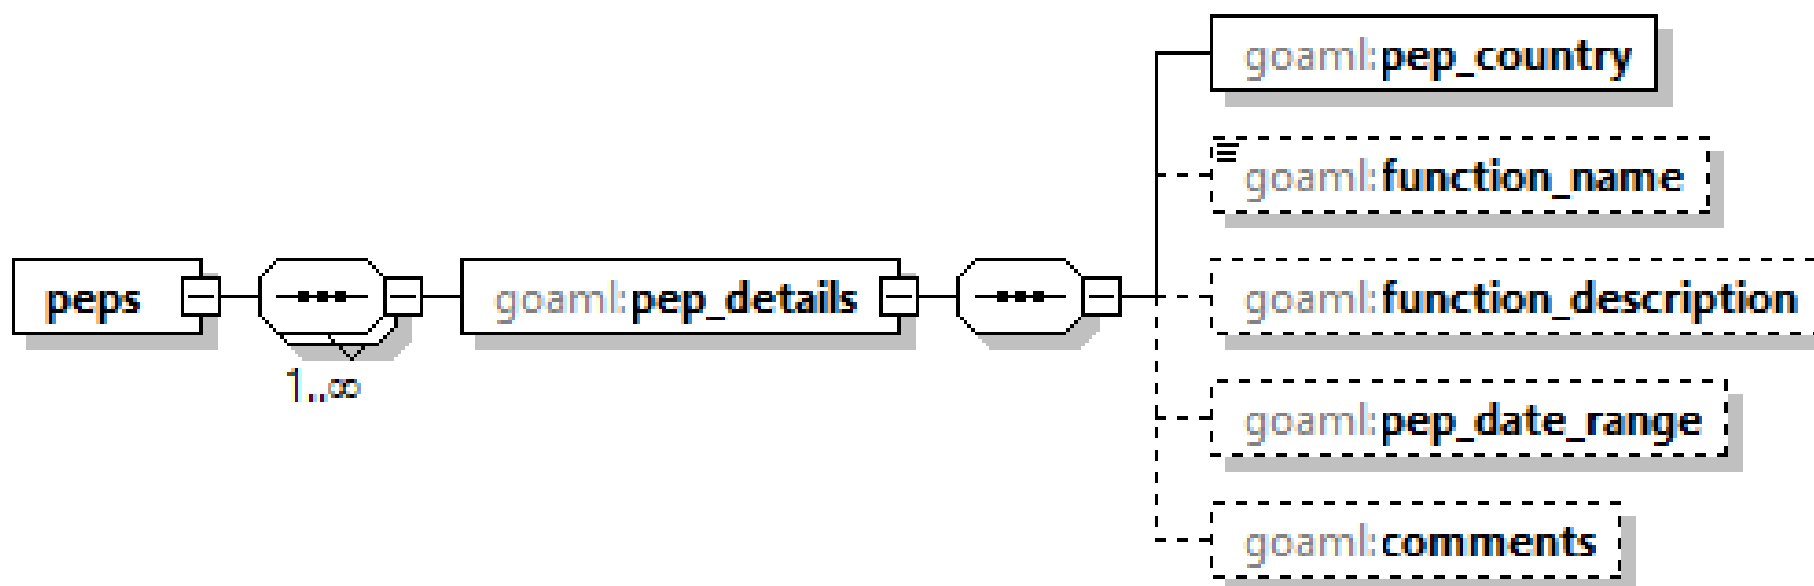 goaml:pep_country
goaml:function_name
peps
goaml:pep_details
goaml:function_description
1..∞
goaml:pep_date_range
goaml:comments